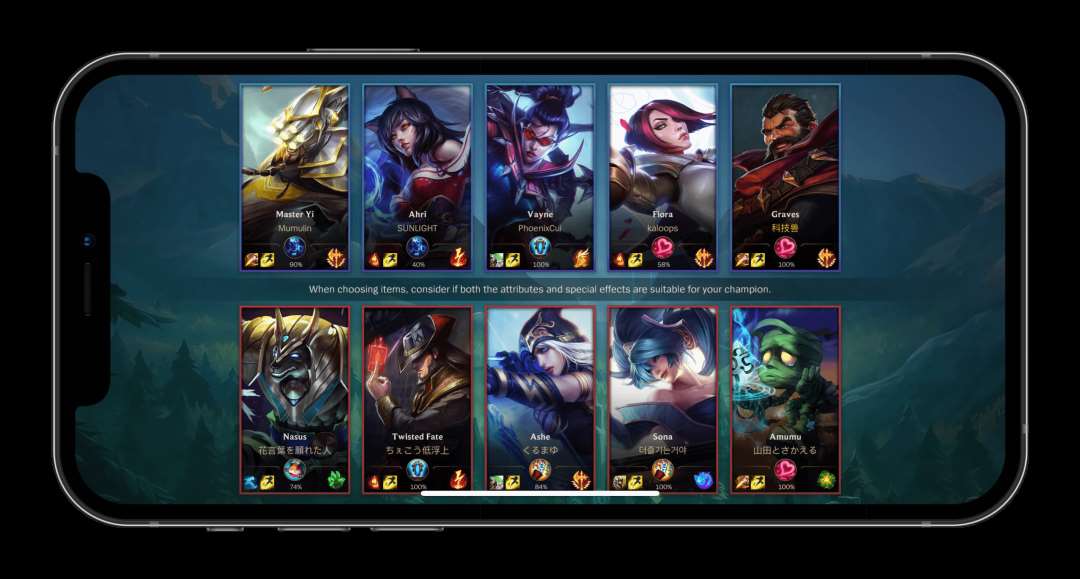 Master Yi
Mumulin
90%
Ahri
SUNLIGHT
40%
Vayne
PhoenixCui
100%
Fiora
kaloops
58%
Graves
科技兽
100%
When choosing items, consider if both the attributes and special effects are suitable for your champion.
Nasus
花言葉を願れた人
74%
Twisted Fate
ちぇこう低浮上
100%
Ashe
くるまゆ
84%
Sona
더즐기는거야
100%
Amumu
山田とさかえる
100%